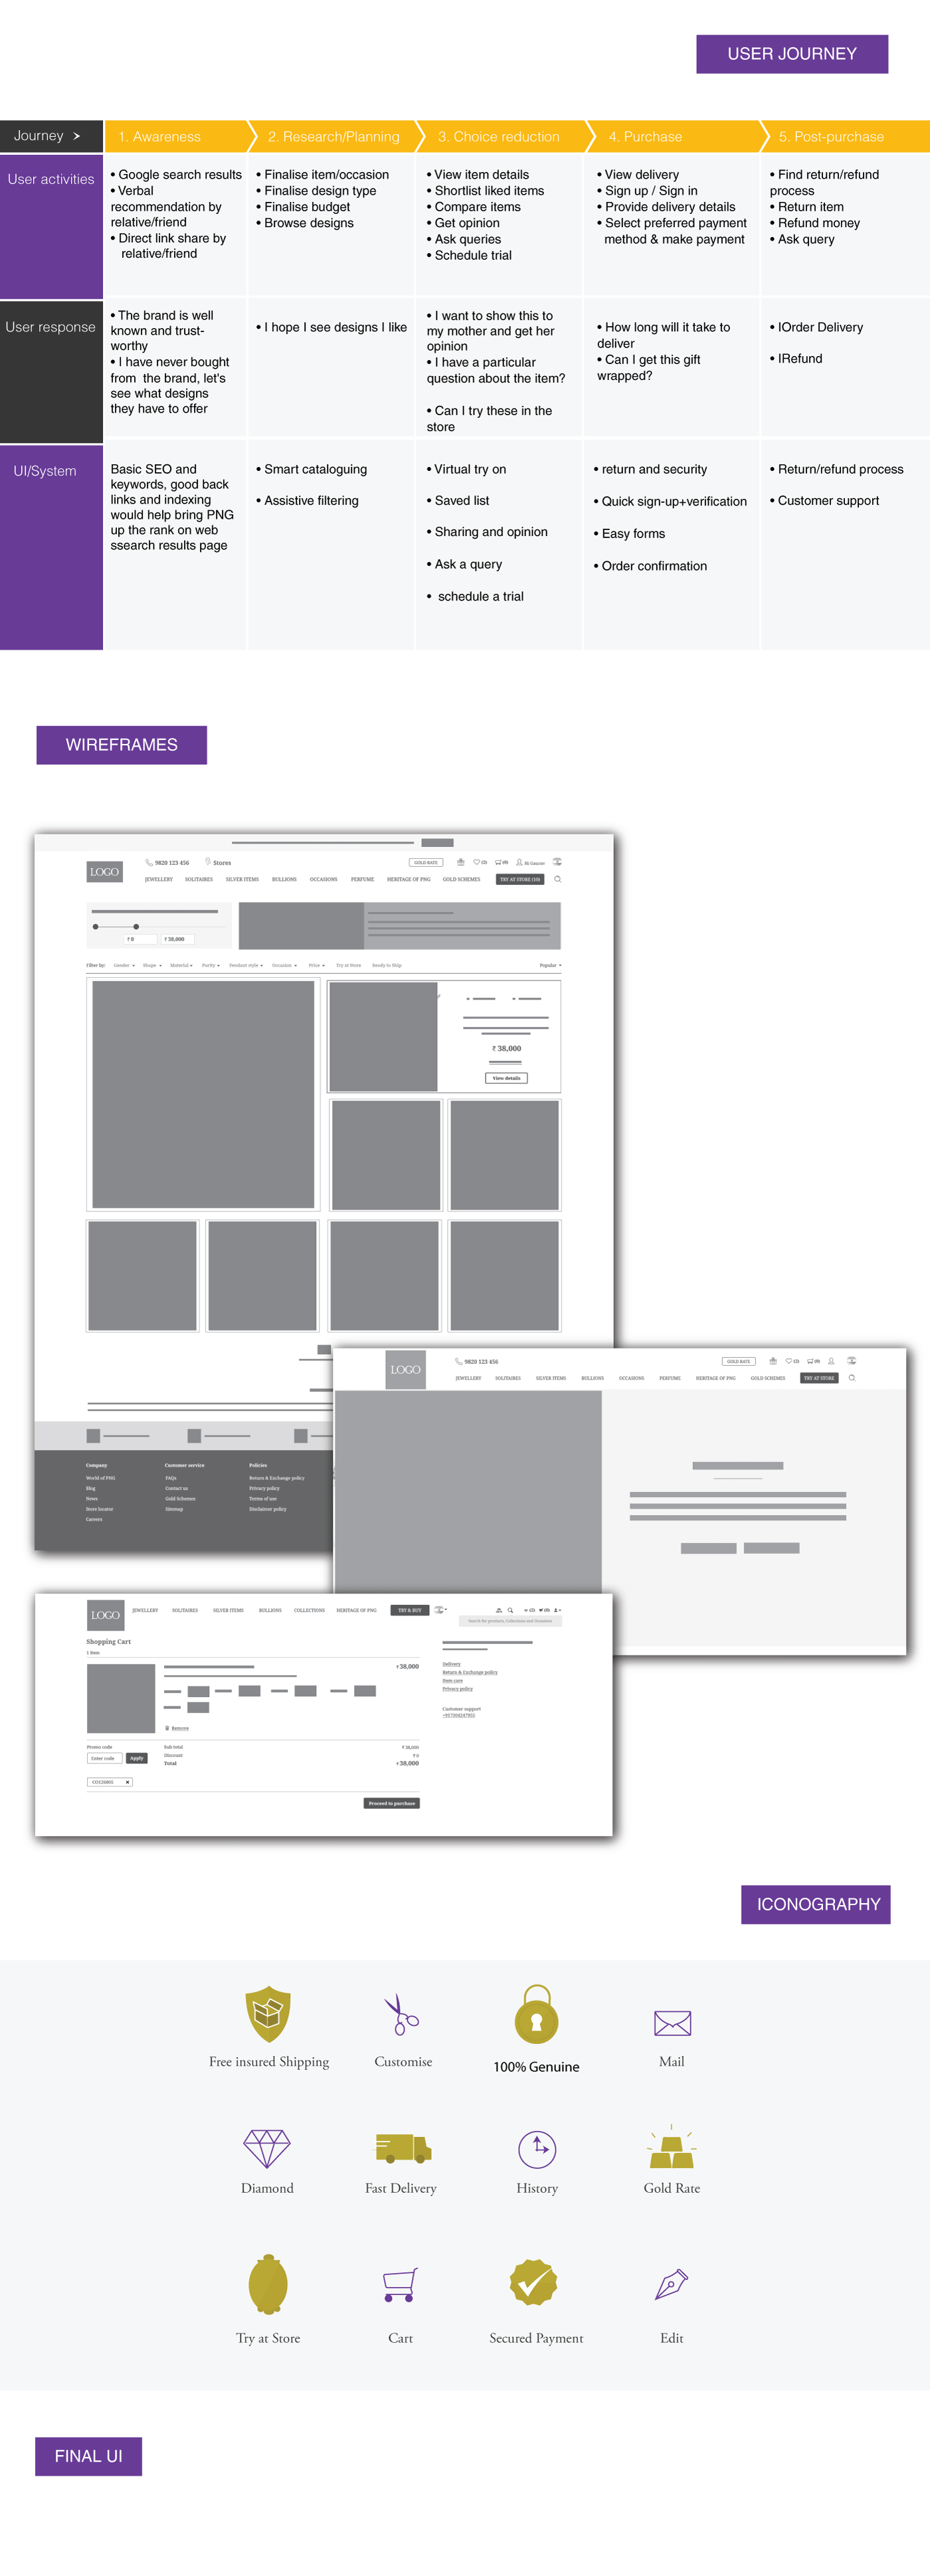 USER JOURNEY
Journey >
1. Awareness
2. Research/Planning
3. Choice reduction
4. Purchase
5. Post-purchase
User activities
• Google search results
• Verbal
recommendation by
relative/friend
• Direct link share by
relative/friend
• Finalise item/occasion
• Finalise design type
• Finalise budget
• Browse designs
• View item details
• Shortlist liked items
• Compare items
• Get opinion
• Ask queries
• Schedule trial
• View delivery
• Sign up / Sign in
• Provide delivery details
• Select preferred payment
method & make payment
• Find return/refund
process
• Return item
• Refund money
• Ask query
User response
• The brand is well
known and trust-
worthy
• I have never bought
from the brand, let's
see what designs
they have to offer
• I hope I see designs I like
• I want to show this to
my mother and get her
opinion
• I have a particular
question about the item?
• Can I try these in the
store
• How long will it take to
deliver
• Can I get this gift
wrapped?
• IOrder Delivery
• IRefund
UI/System
Basic SEO and
keywords, good back
links and indexing
would help bring PNG
up the rank on web
ssearch results page
• Smart cataloguing
• Assistive filtering
• Virtual try on
• Saved list
• Sharing and opinion
• Ask a query
• schedule a trial
• return and security
• Quick sign-up+verification
• Easy forms
• Order confirmation
• Return/refund process
• Customer support
WIREFRAMES
LOGO
9820 123 456
Stores
GOLD RATE
(2)
(0)
Hi Gaurav
JEWELLERY SOLITAIRES SILVER ITEMS BULLIONS OCCASIONS PERFUME HERITAGE OF PNG GOLD SCHEMES
TRY AT STORE (10)
₹ 0
₹ 38,000
Filter by: Gender Shape Material Purity Pendant style Occasion Price Try at Store Ready to Ship
Popular
₹ 38,000
View details
Company
World of PNG
Blog
News
Store locator
Careers
Customer service
FAQs
Contact us
Gold Schemes
Sitemap
Policies
Return & Exchange policy
Privacy policy
Terms of use
Disclaimer policy
LOGO
9820 123 456
GOLD RATE
(2)
(0)
JEWELLERY SOLITAIRES SILVER ITEMS BULLIONS OCCASIONS PERFUME HERITAGE OF PNG GOLD SCHEMES
TRY AT STORE
LOGO
JEWELLERY SOLITAIRES SILVER ITEMS BULLIONS COLLECTIONS HERITAGE OF PNG
TRY & BUY
(2)
(0)
Search for products, Collections and Occasions
Shopping Cart
1 Item
₹38,000
Remove
Promo code
Enter code
Apply
Sub total
₹ 38,000
Discount
₹ 0
Total
₹38,000
Proceed to purchase
Delivery
Return & Exchange policy
Item care
Privacy policy
Customer support
ICONOGRAPHY
Free insured Shipping
Customise
100% Genuine
Mail
Diamond
Fast Delivery
History
Gold Rate
Try at Store
Cart
Secured Payment
Edit
FINAL UI